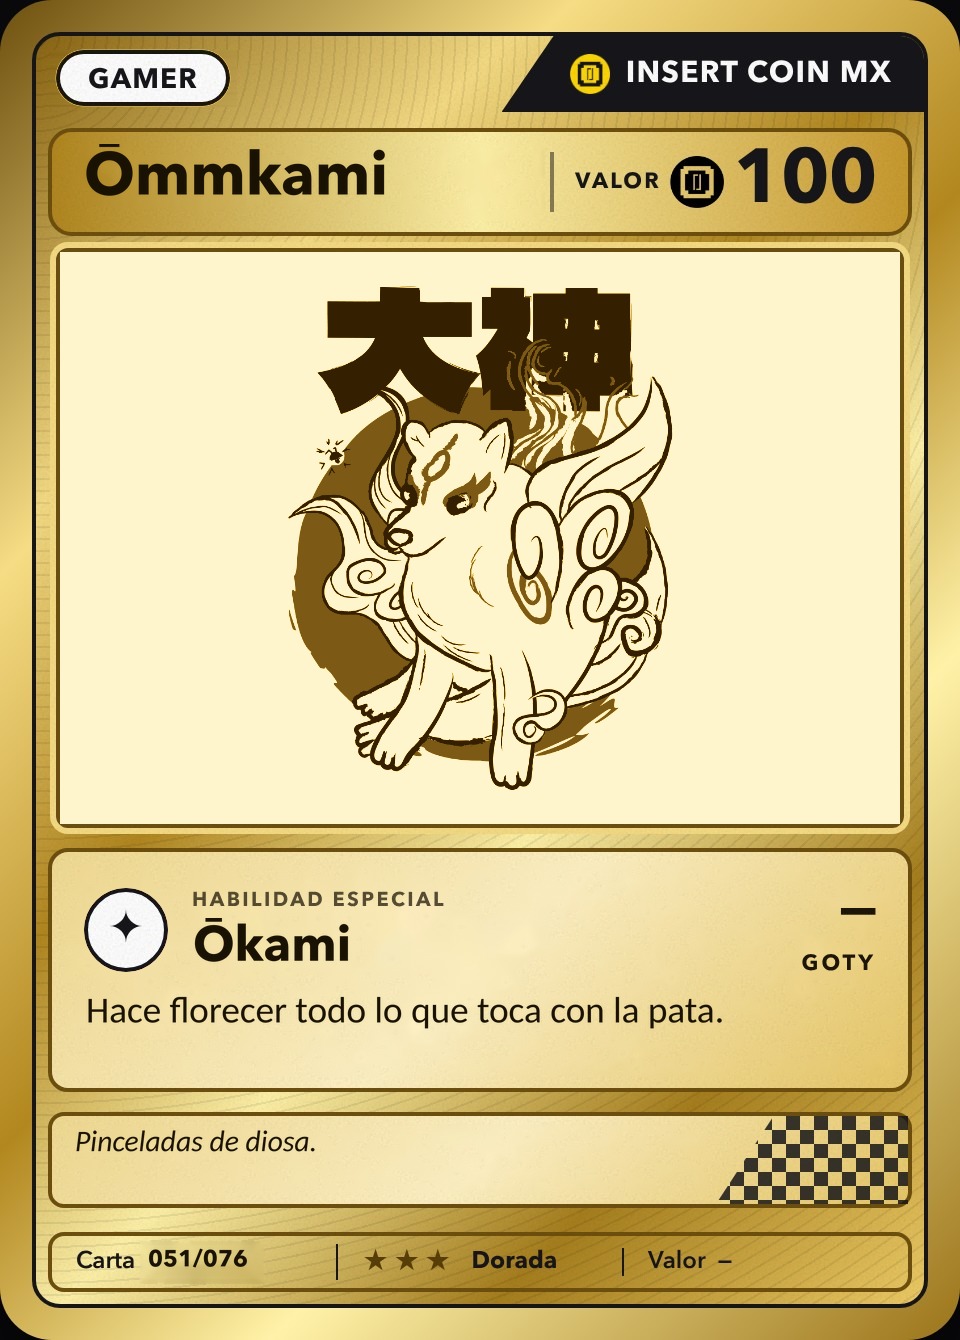 GAMER
INSERT COIN MX
Ōmmkami
VALOR 100
大神
HABILIDAD ESPECIAL
Ōkami
–
GOTY
Hace florecer todo lo que toca con la pata.
Pinceladas de diosa.
Carta 051/076 ★★★ Dorada Valor –